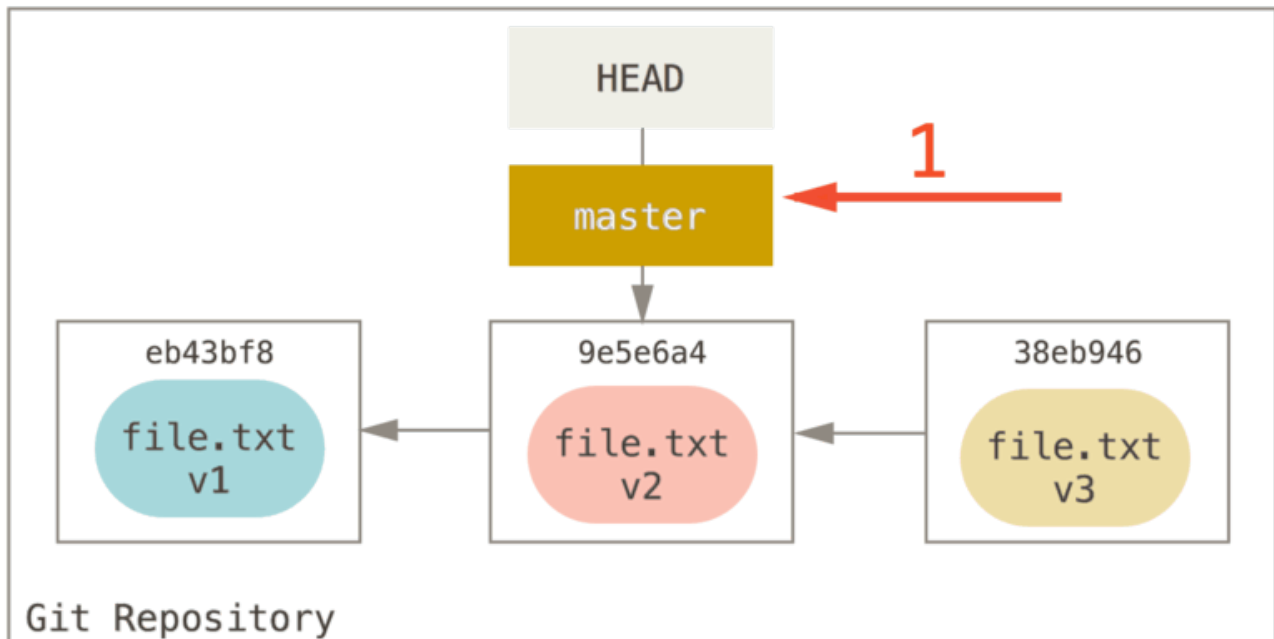 HEAD
1
master
eb43bf8
9e5e6a4
38eb946
file.txt
v1
file.txt
v2
file.txt
v3
Git Repository